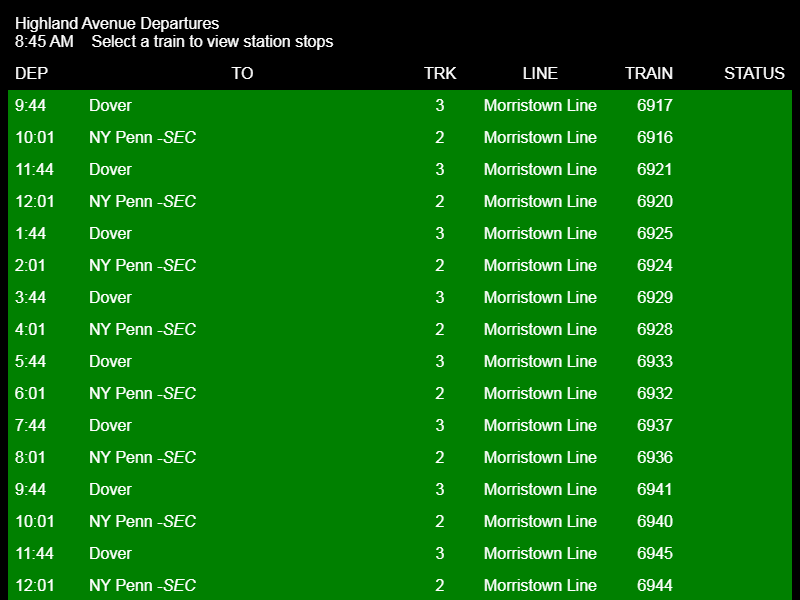 Highland Avenue Departures
8:45 AM Select a train to view station stops
DEP TO TRK LINE TRAIN STATUS
9:44 Dover 3 Morristown Line 6917
10:01 NY Penn -SEC 2 Morristown Line 6916
11:44 Dover 3 Morristown Line 6921
12:01 NY Penn -SEC 2 Morristown Line 6920
1:44 Dover 3 Morristown Line 6925
2:01 NY Penn -SEC 2 Morristown Line 6924
3:44 Dover 3 Morristown Line 6929
4:01 NY Penn -SEC 2 Morristown Line 6928
5:44 Dover 3 Morristown Line 6933
6:01 NY Penn -SEC 2 Morristown Line 6932
7:44 Dover 3 Morristown Line 6937
8:01 NY Penn -SEC 2 Morristown Line 6936
9:44 Dover 3 Morristown Line 6941
10:01 NY Penn -SEC 2 Morristown Line 6940
11:44 Dover 3 Morristown Line 6945
12:01 NY Penn -SEC 2 Morristown Line 6944